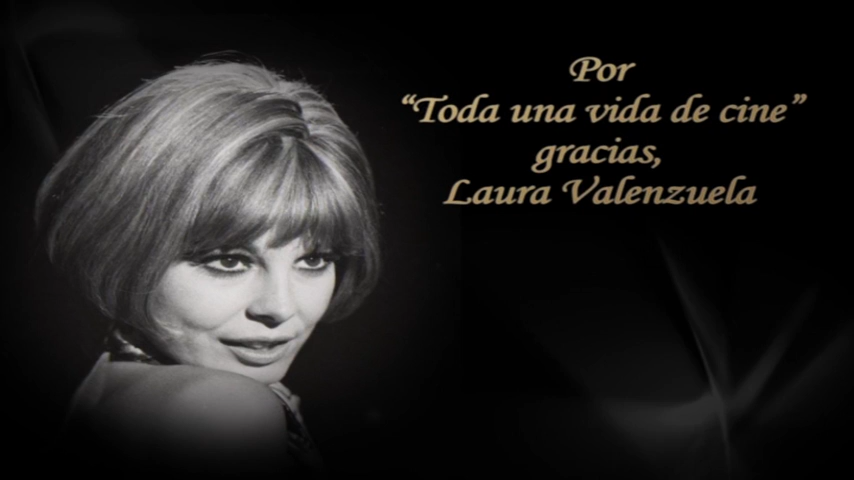 Por
“Toda una vida de cine”
gracias,
Laura Valenzuela